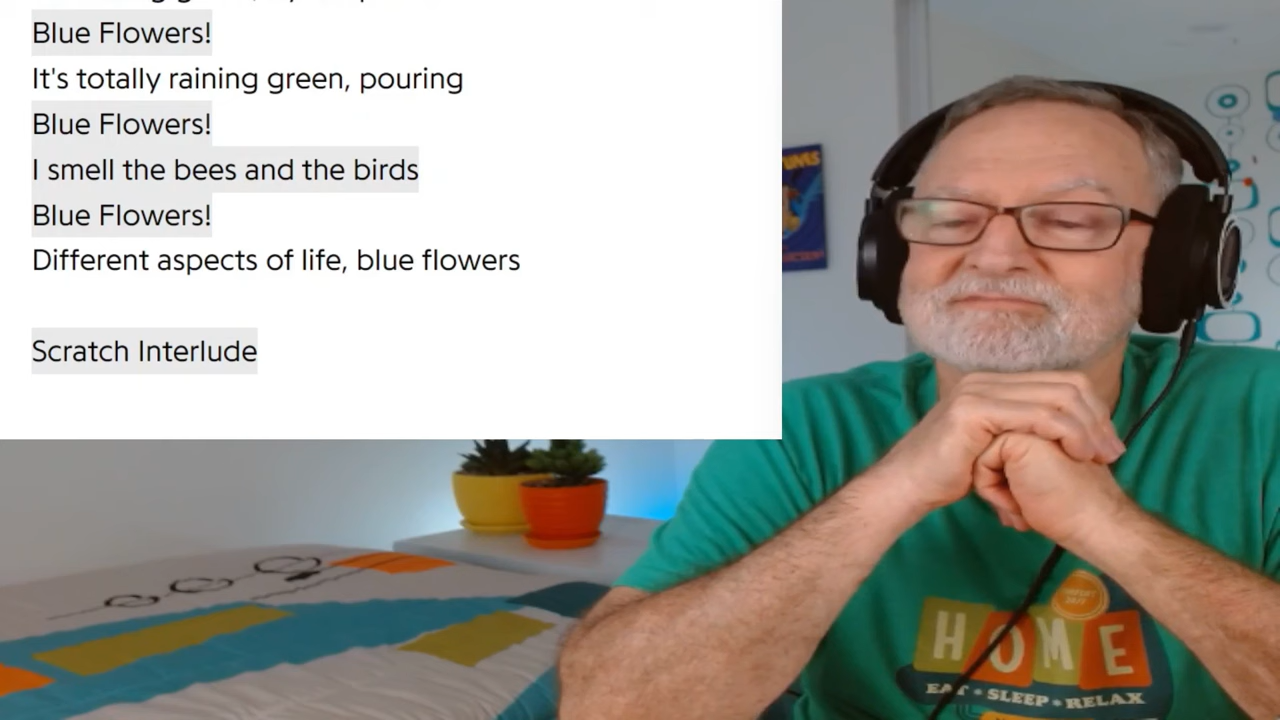 Blue Flowers!
It's totally raining green, pouring
Blue Flowers!
I smell the bees and the birds
Blue Flowers!
Different aspects of life, blue flowers
Scratch Interlude
HOME
EAT • SLEEP • RELAX